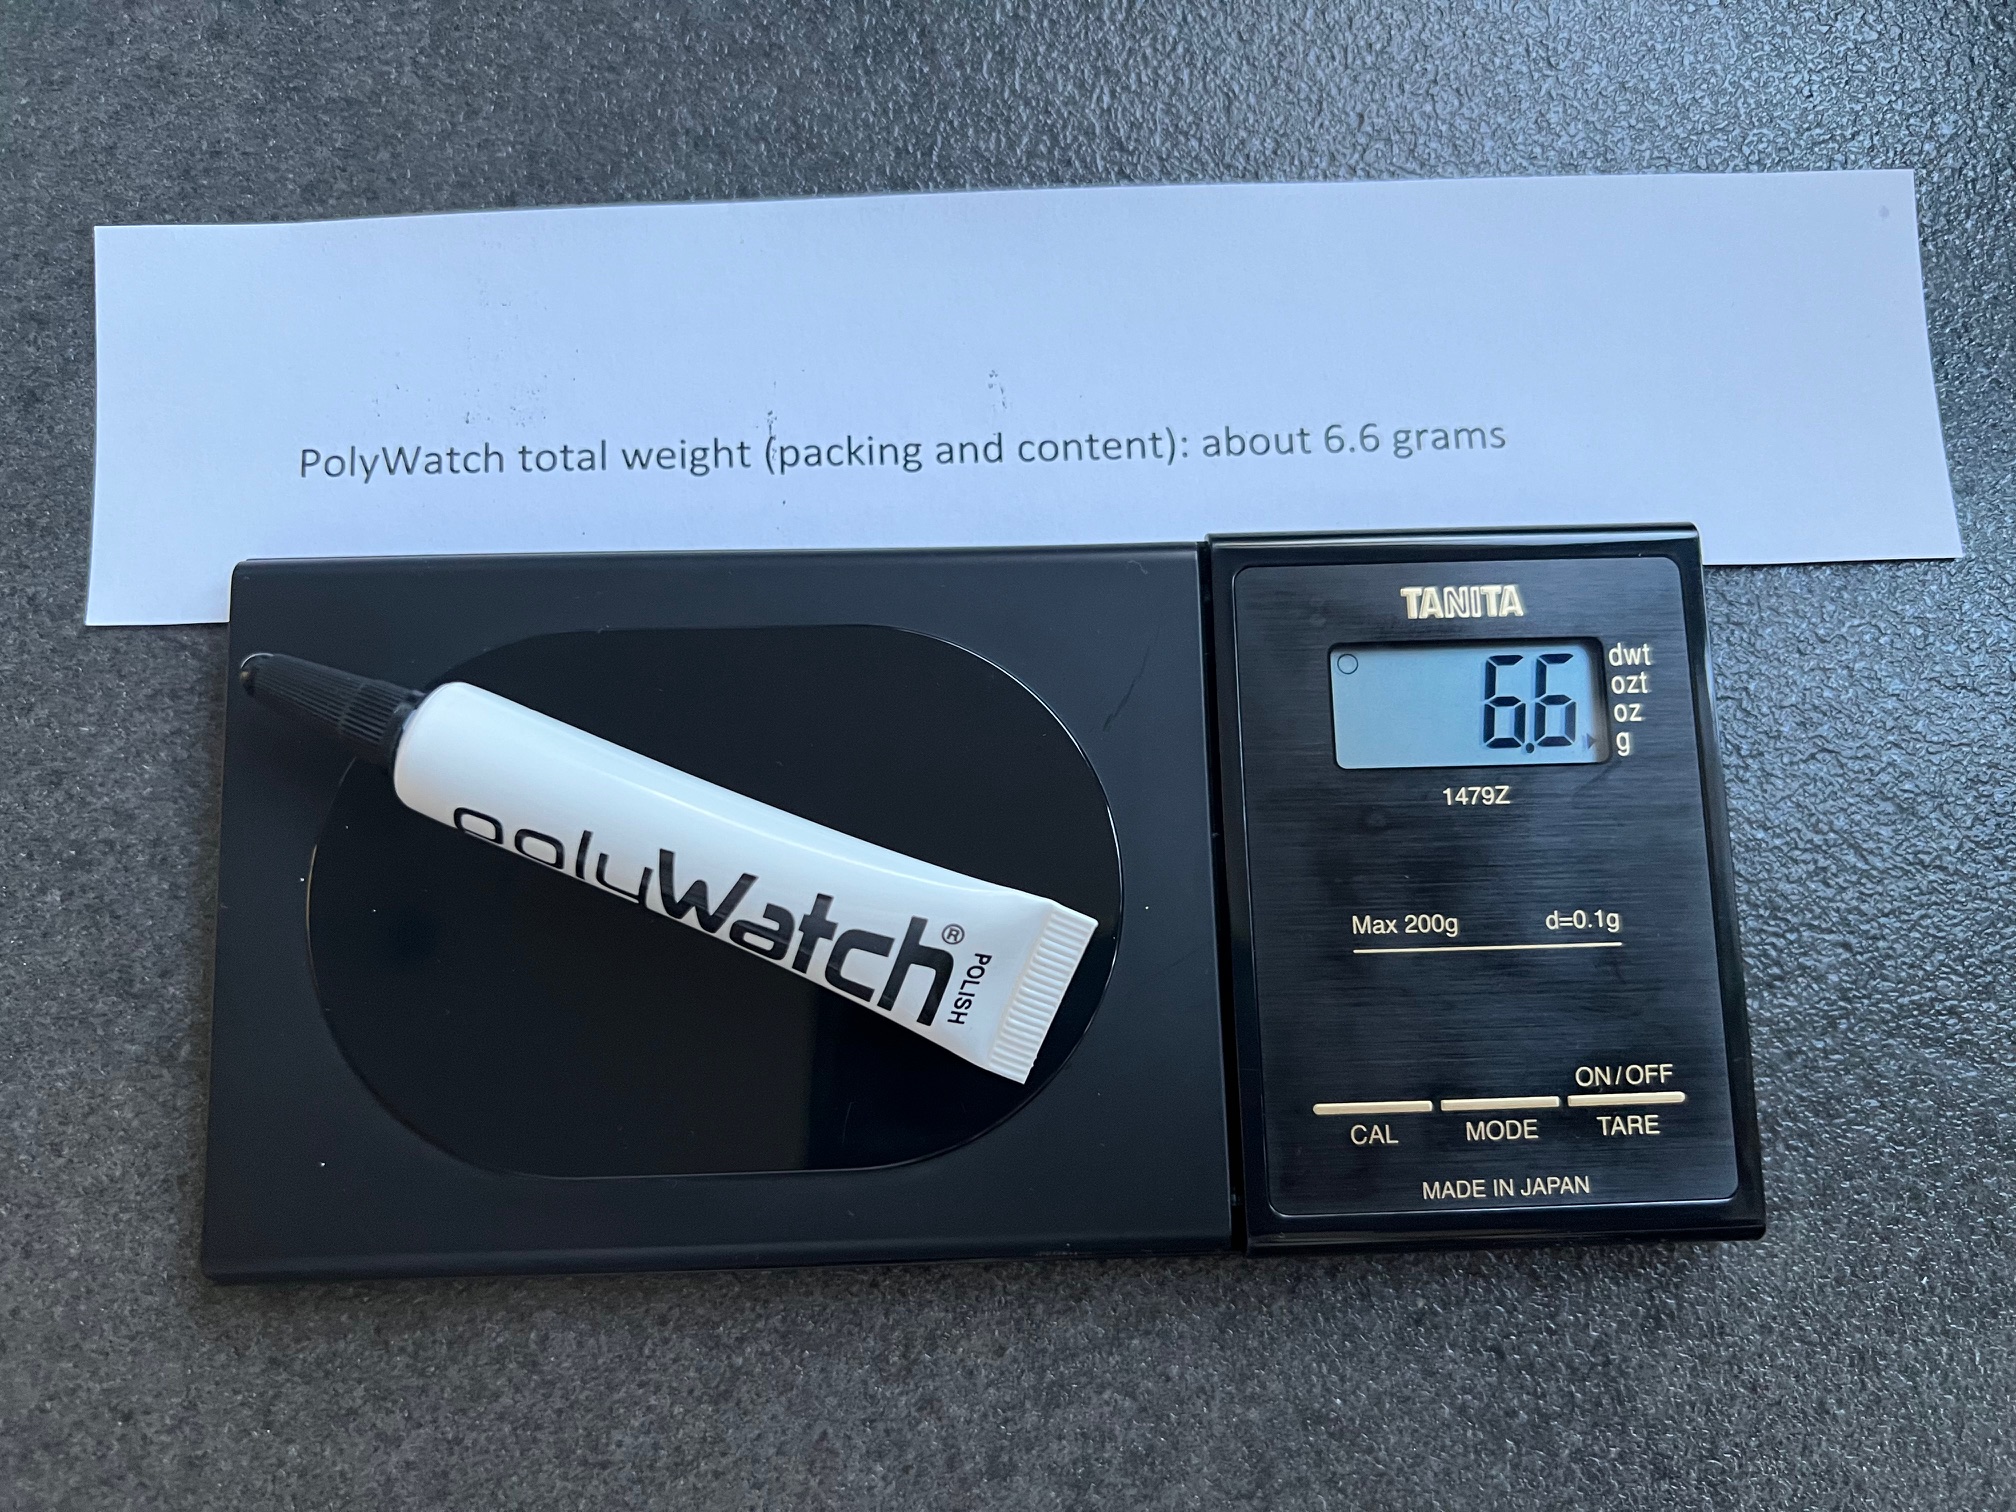 PolyWatch total weight (packing and content): about 6.6 grams
TANITA
6.6
dwt
ozt
oz
g
1479Z
polyWatch®
POLISH
Max 200g d=0.1g
ON/OFF
CAL MODE TARE
MADE IN JAPAN